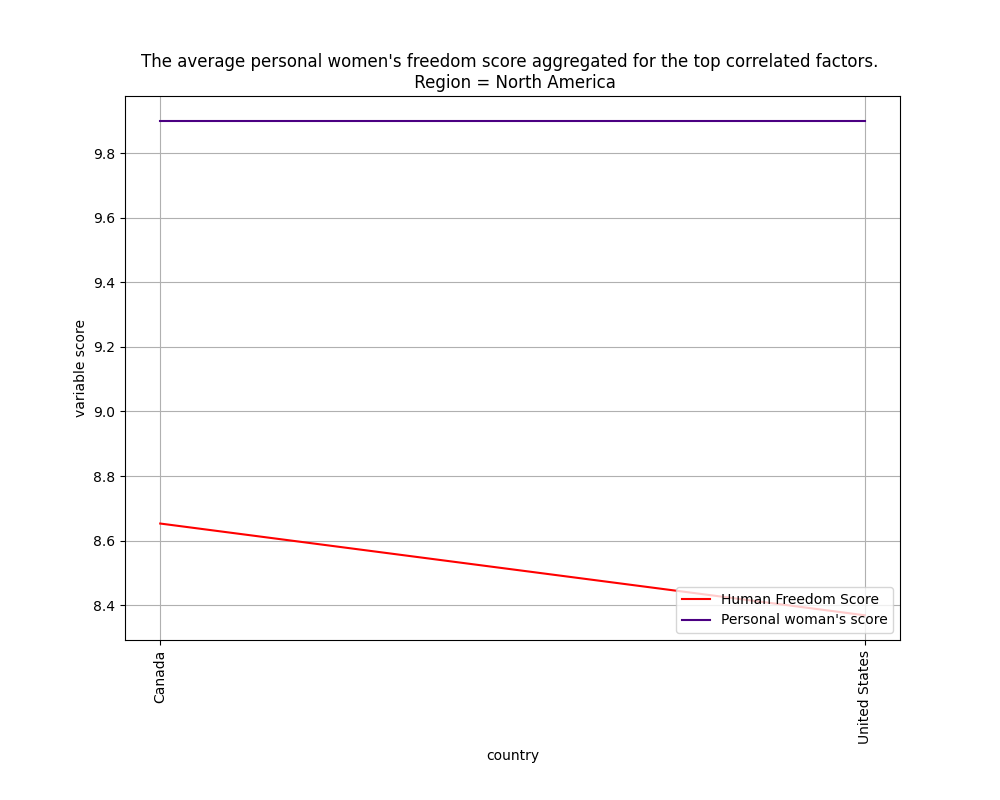 The average personal women's freedom score aggregated for the top correlated factors.
Region = North America
variable score
9.8
9.6
9.4
9.2
9.0
8.8
8.6
8.4
Human Freedom Score
Personal woman's score
Canada
United States
country